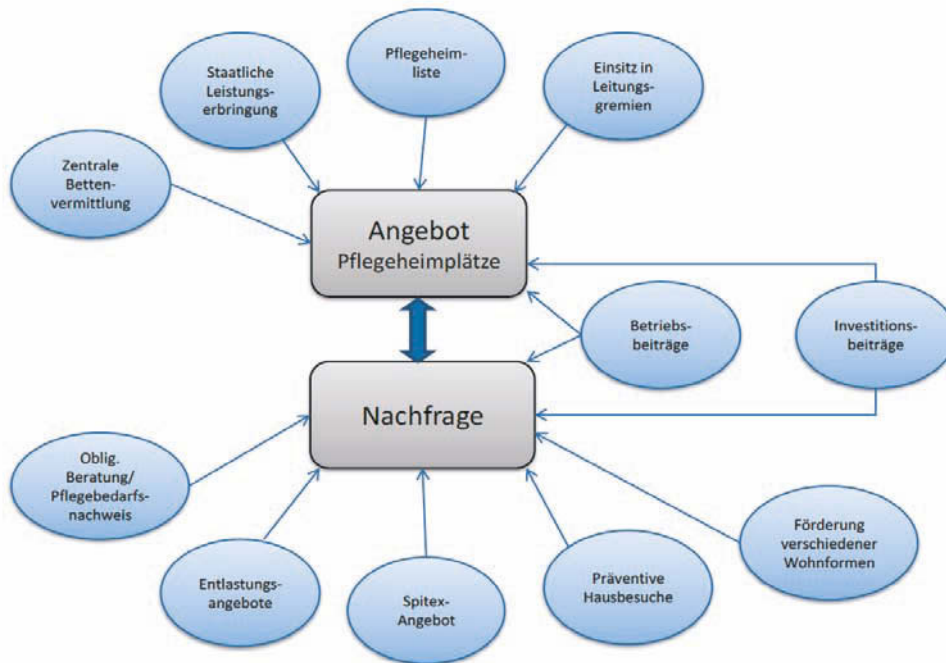 Pflegeheim-
liste
Staatliche
Leistungs-
erbringung
Einsitz in
Leitungs-
gremien
Zentrale
Betten-
vermittlung
Angebot
Pflegeheimplätze
Betriebs-
beiträge
Investitions-
beiträge
Nachfrage
Oblig.
Beratung/
Pflegebedarfs-
nachweis
Förderung
verschiedener
Wohnformen
Entlastungs-
angebote
Spitex-
Angebot
Präventive
Hausbesuche